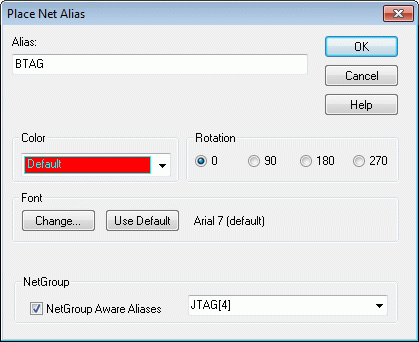 Place Net Alias
Alias:
BTAG
OK
Cancel
Help
Color
Default
Rotation
0 90 180 270
Font
Change... Use Default Arial 7 (default)
NetGroup
NetGroup Aware Aliases JTAG[4]